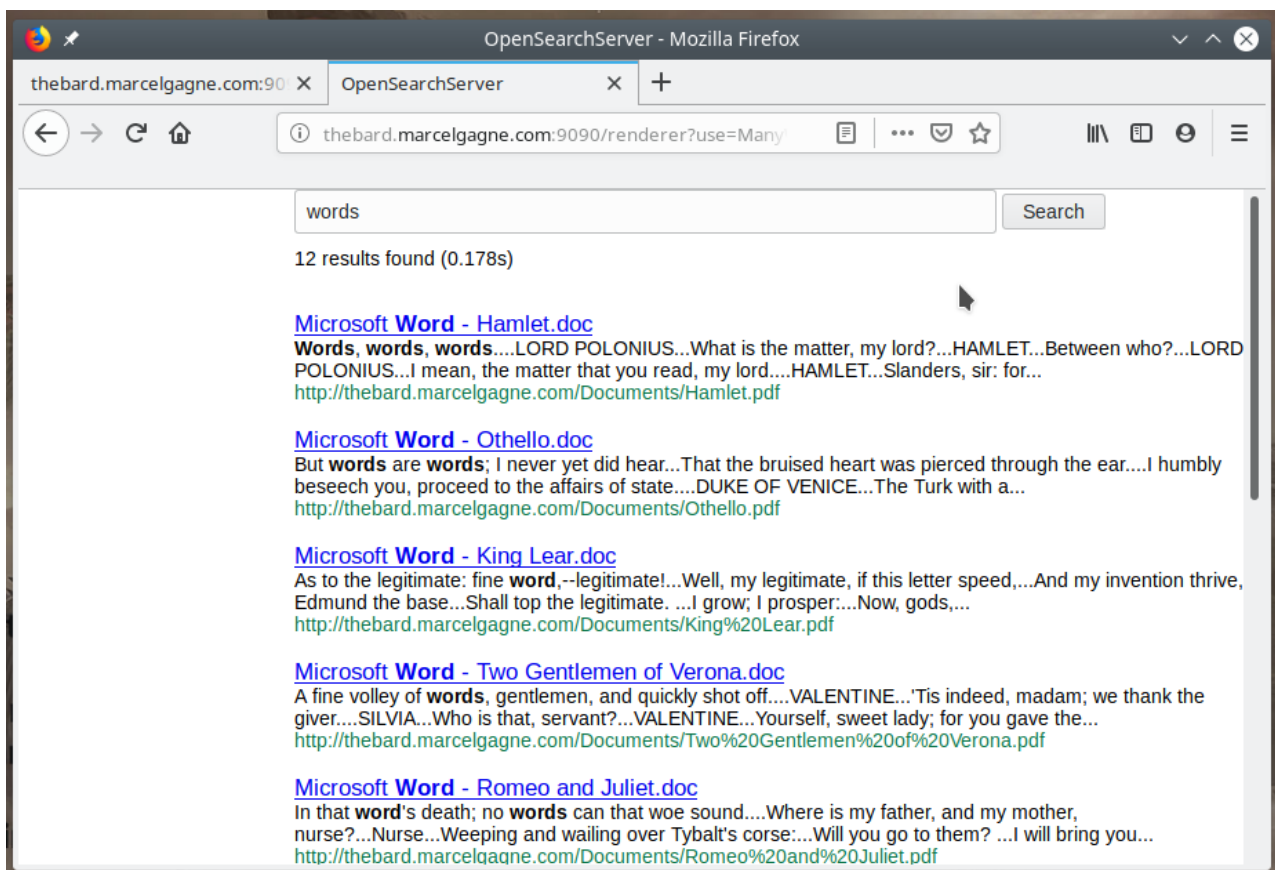 OpenSearchServer - Mozilla Firefox
thebard.marcelgagne.com:90
OpenSearchServer
thebard.marcelgagne.com:9090/renderer?use=Many
words
Search
12 results found (0.178s)
Microsoft Word - Hamlet.doc
Words, words, words....LORD POLONIUS...What is the matter, my lord?...HAMLET...Between who?...LORD
POLONIUS...I mean, the matter that you read, my lord....HAMLET...Slanders, sir: for...
http://thebard.marcelgagne.com/Documents/Hamlet.pdf
Microsoft Word - Othello.doc
But words are words; I never yet did hear...That the bruised heart was pierced through the ear....I humbly
beseech you, proceed to the affairs of state....DUKE OF VENICE...The Turk with a...
http://thebard.marcelgagne.com/Documents/Othello.pdf
Microsoft Word - King Lear.doc
As to the legitimate: fine word,--legitimate!...Well, my legitimate, if this letter speed,...And my invention thrive,
Edmund the base...Shall top the legitimate. ...I grow; I prosper:...Now, gods,...
http://thebard.marcelgagne.com/Documents/King%20Lear.pdf
Microsoft Word - Two Gentlemen of Verona.doc
A fine volley of words, gentlemen, and quickly shot off....VALENTINE...'Tis indeed, madam; we thank the
giver....SILVIA...Who is that, servant?...VALENTINE...Yourself, sweet lady; for you gave the...
http://thebard.marcelgagne.com/Documents/Two%20Gentlemen%20of%20Verona.pdf
Microsoft Word - Romeo and Juliet.doc
In that word's death; no words can that woe sound....Where is my father, and my mother,
nurse?...Nurse...Weeping and wailing over Tybalt's corse:...Will you go to them? ...I will bring you...
http://thebard.marcelgagne.com/Documents/Romeo%20and%20Juliet.pdf